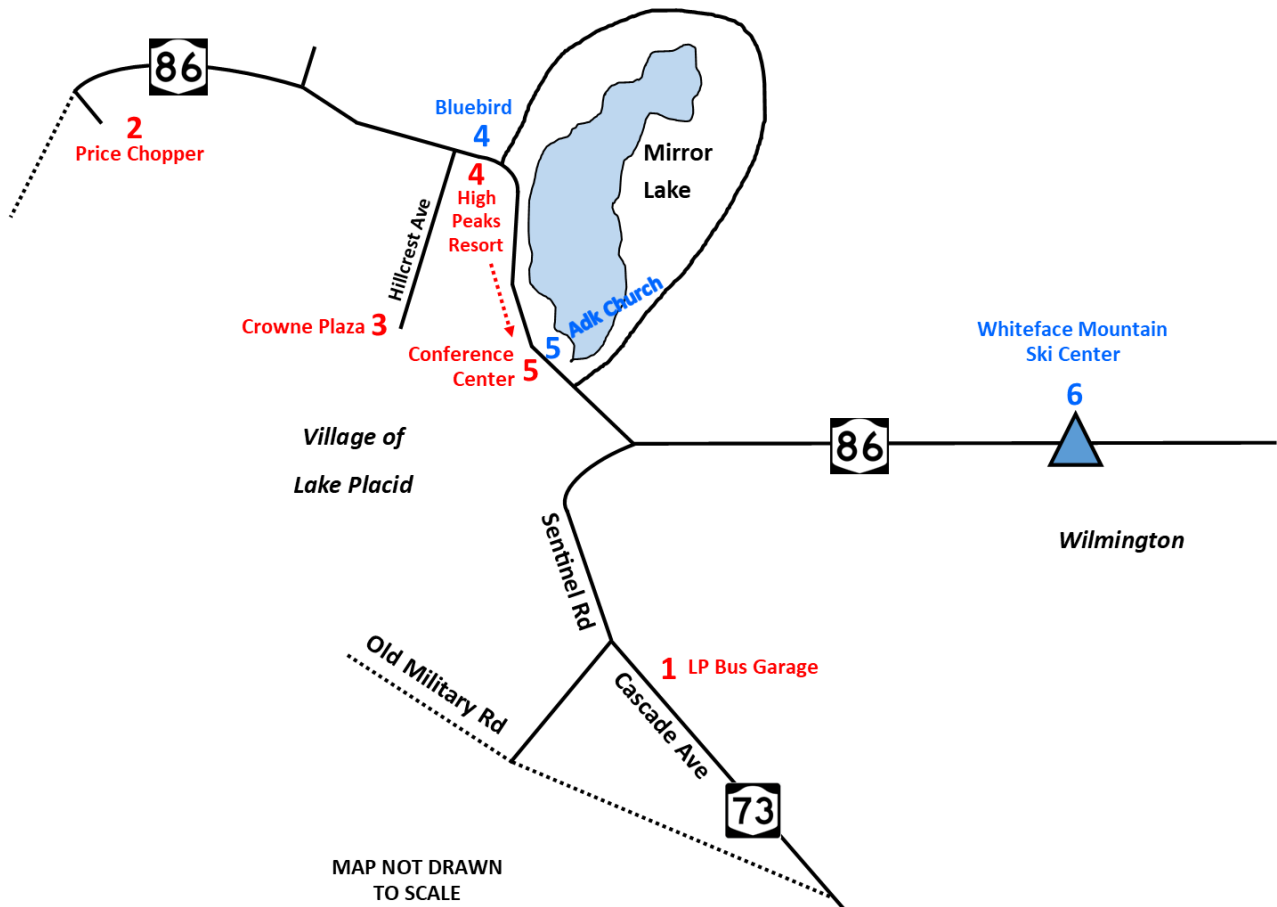 86
Bluebird
4
2
Price Chopper
Mirror
Lake
4
High
Peaks
Resort
Hillcrest Ave
Adk Church
Crowne Plaza 3
5
Conference
Center 5
Whiteface Mountain
Ski Center
6
Village of
Lake Placid
86
Sentinel Rd
Wilmington
Old Military Rd
1 LP Bus Garage
Cascade Ave
73
MAP NOT DRAWN
TO SCALE